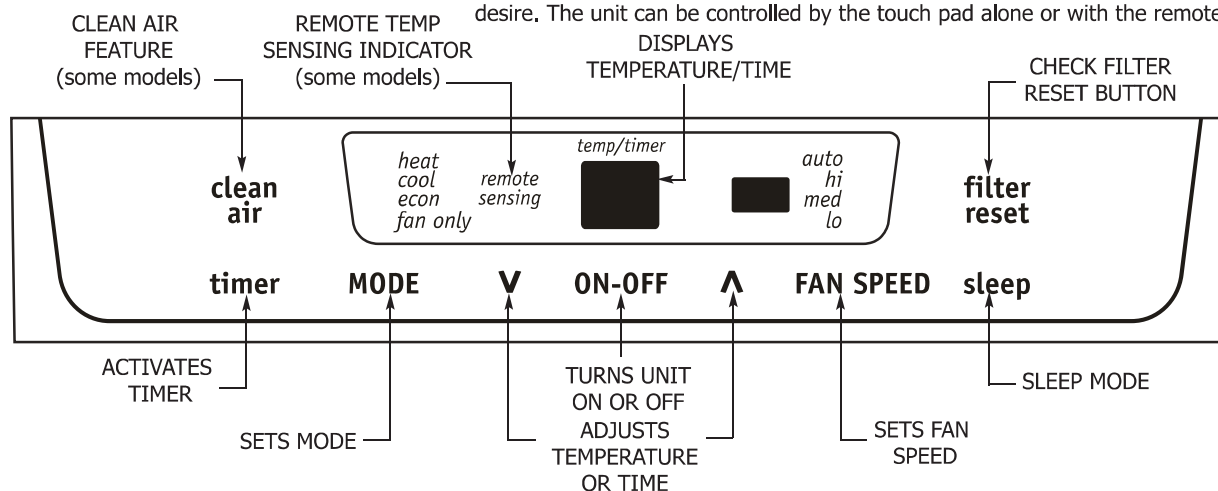 desire. The unit can be controlled by the touch pad alone or with the remote
CLEAN AIR
FEATURE
(some models)
REMOTE TEMP
SENSING INDICATOR
(some models)
DISPLAYS
TEMPERATURE/TIME
CHECK FILTER
RESET BUTTON
clean
air
heat
cool
econ
fan only
remote
sensing
temp/timer
auto
hi
med
lo
filter
reset
timer
MODE
ON-OFF
FAN SPEED
sleep
ACTIVATES
TIMER
SETS MODE
TURNS UNIT
ON OR OFF
ADJUSTS
TEMPERATURE
OR TIME
SETS FAN
SPEED
SLEEP MODE